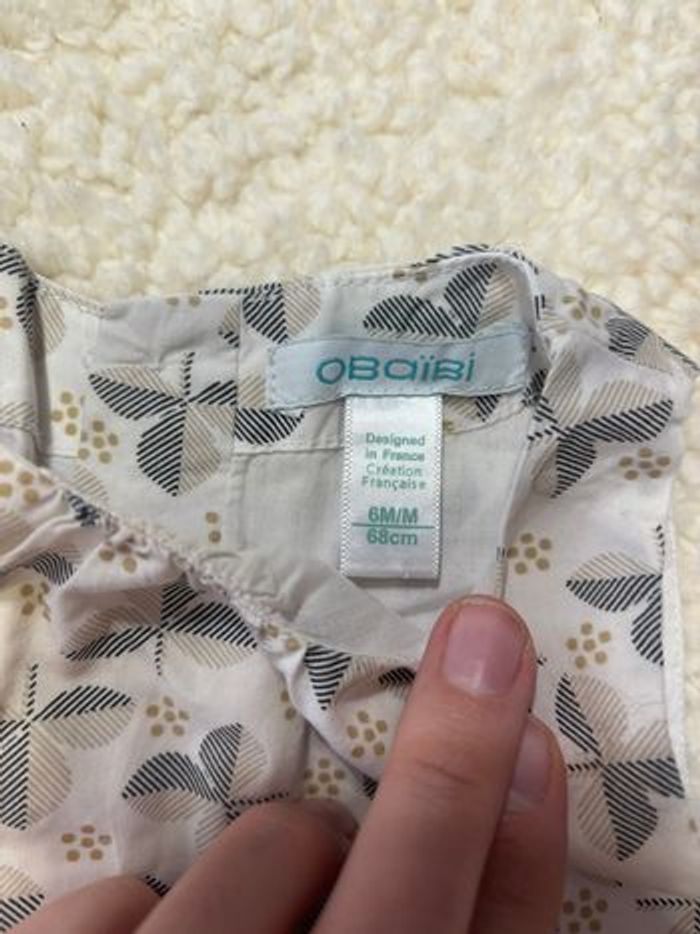 OBaïBi
Designed
in France
Création
Française
6M/M
68cm